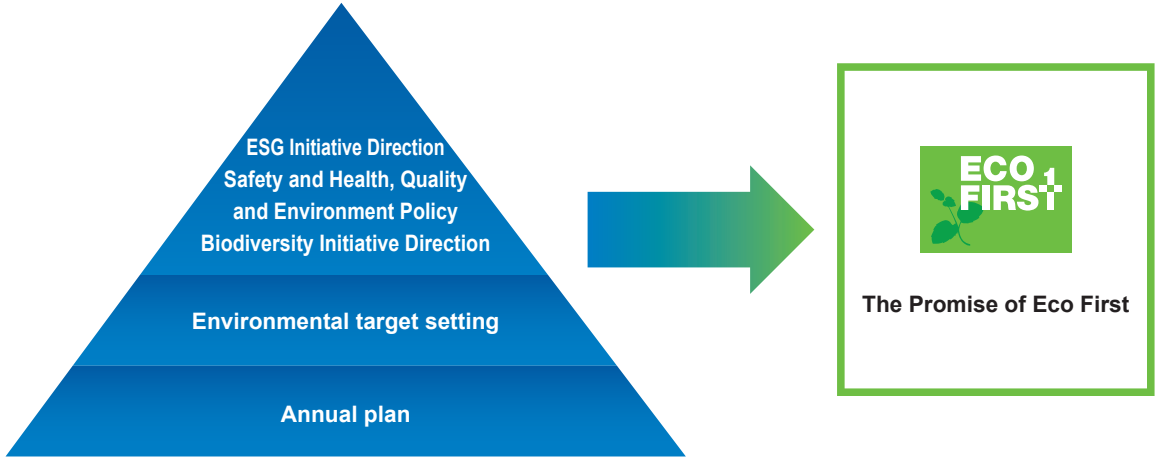 ESG Initiative Direction
Safety and Health, Quality
and Environment Policy
Biodiversity Initiative Direction
Environmental target setting
Annual plan
ECO 1
FIRST
The Promise of Eco First